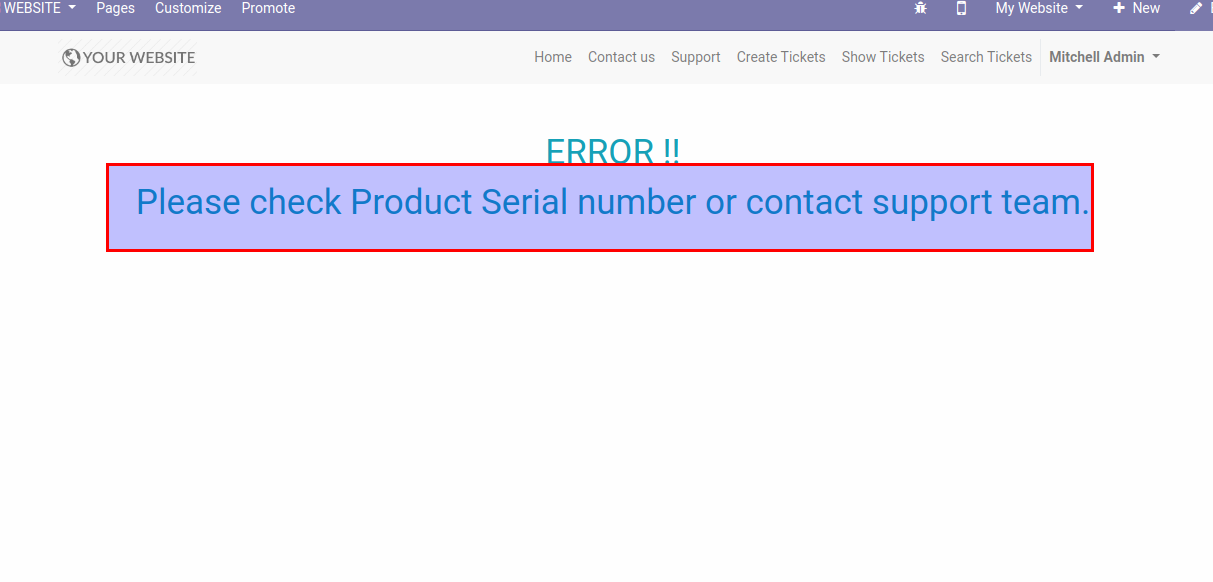 WEBSITE Pages Customize Promote My Website New
YOUR WEBSITE Home Contact us Support Create Tickets Show Tickets Search Tickets Mitchell Admin
ERROR !!
Please check Product Serial number or contact support team.